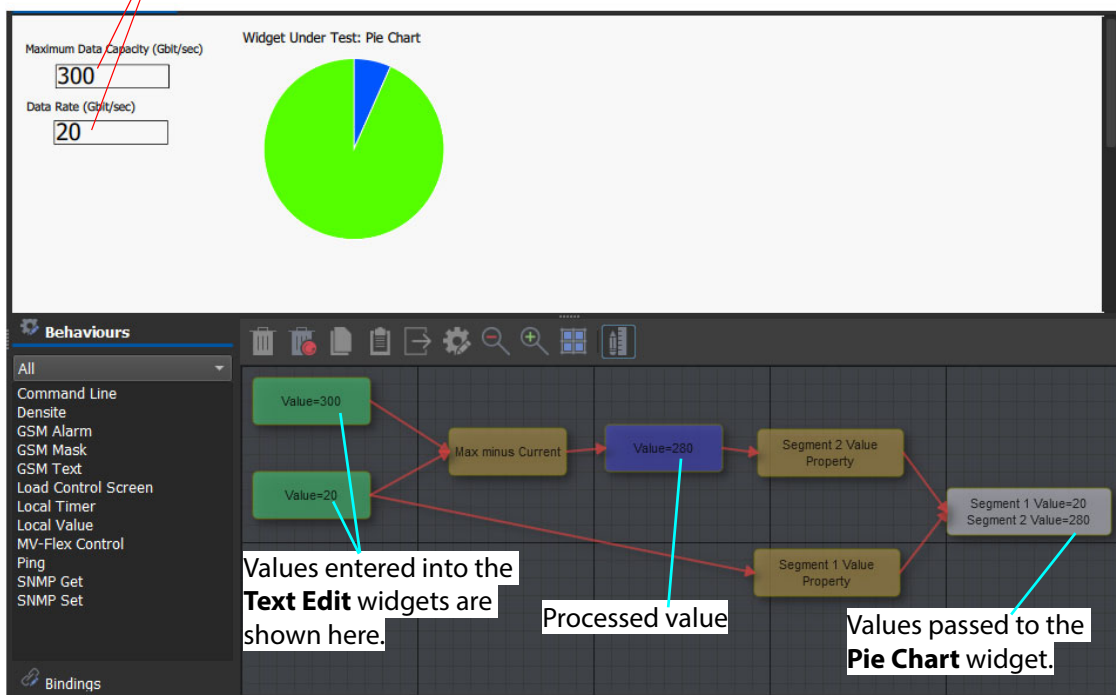 Maximum Data Capacity (Gbit/sec)
300
Data Rate (Gbit/sec)
20
Widget Under Test: Pie Chart
Behaviours
All
Command Line
Densite
GSM Alarm
GSM Mask
GSM Text
Load Control Screen
Local Timer
Local Value
MV-Flex Control
Ping
SNMP Get
SNMP Set
Bindings
Value=300
Value=20
Max minus Current
Value=280
Segment 2 Value
Property
Segment 1 Value
Property
Segment 1 Value=20
Segment 2 Value=280
Values entered into the
Text Edit widgets are
shown here.
Processed value
Values passed to the
Pie Chart widget.